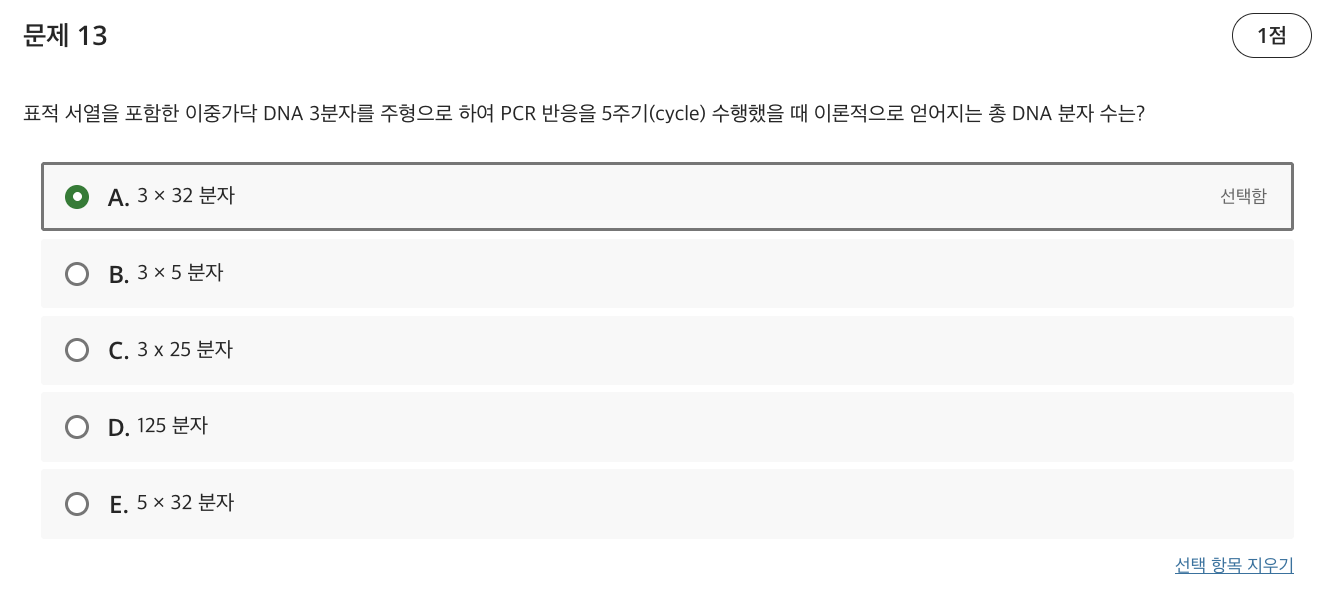 문제 13
1점
표적 서열을 포함한 이중가닥 DNA 3분자를 주형으로 하여 PCR 반응을 5주기(cycle) 수행했을 때 이론적으로 얻어지는 총 DNA 분자 수는?
A. 3 × 32 분자 선택함
B. 3 × 5 분자
C. 3 x 25 분자
D. 125 분자
E. 5 × 32 분자
선택 항목 지우기